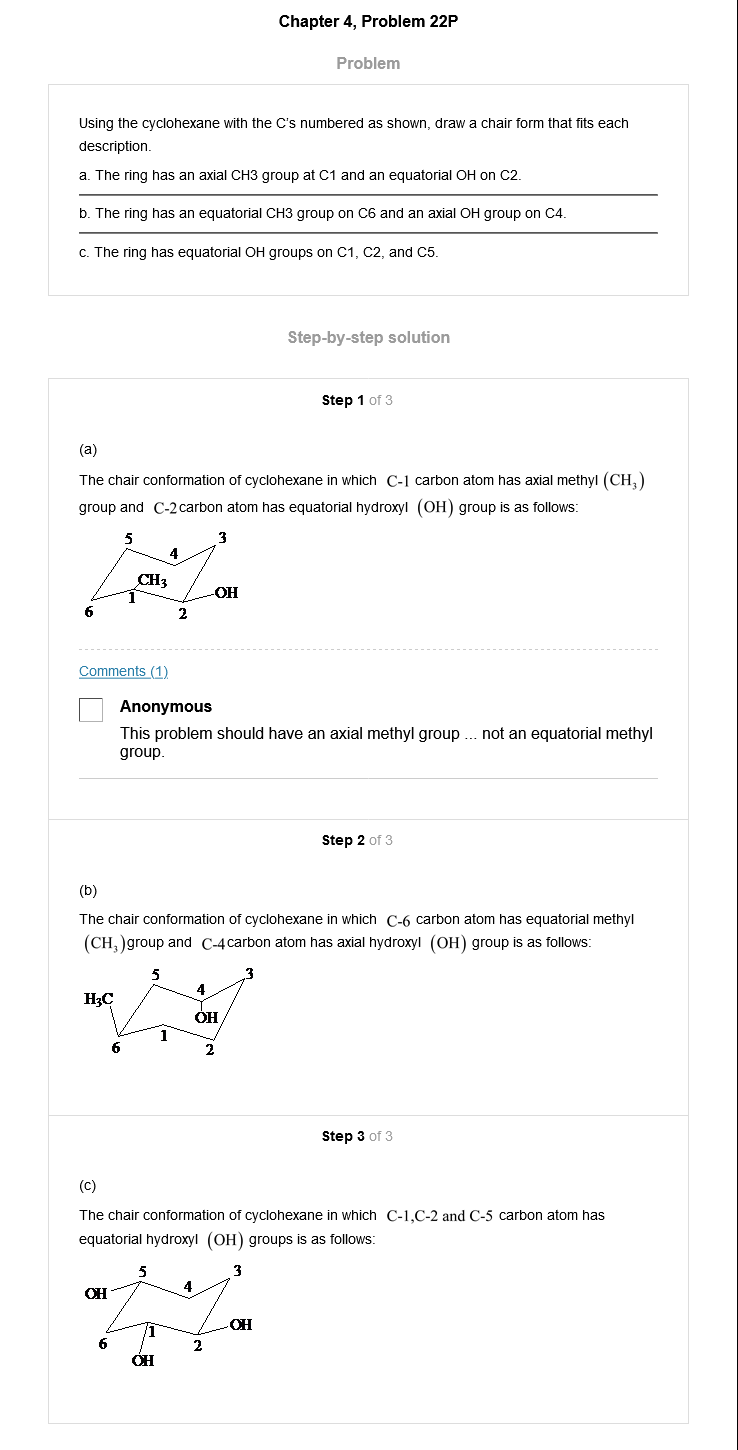 Chapter 4, Problem 22P
Problem
Using the cyclohexane with the C's numbered as shown, draw a chair form that fits each
description.
a. The ring has an axial CH3 group at C1 and an equatorial OH on C2.
b. The ring has an equatorial CH3 group on C6 and an axial OH group on C4.
c. The ring has equatorial OH groups on C1, C2, and C5.
Step-by-step solution
Step 1 of 3
(a)
The chair conformation of cyclohexane in which C-1 carbon atom has axial methyl (CH₃)
group and C-2 carbon atom has equatorial hydroxyl (OH) group is as follows:
5
3
4
CH3
OH
1
6
2
Comments (1)
Anonymous
This problem should have an axial methyl group ... not an equatorial methyl
group.
Step 2 of 3
(b)
The chair conformation of cyclohexane in which C-6 carbon atom has equatorial methyl
(CH₃) group and C-4 carbon atom has axial hydroxyl (OH) group is as follows:
5
3
4
H3C
OH
1
6
2
Step 3 of 3
(c)
The chair conformation of cyclohexane in which C-1,C-2 and C-5 carbon atom has
equatorial hydroxyl (OH) groups is as follows:
5
3
4
OH
OH
1
6
2
OH